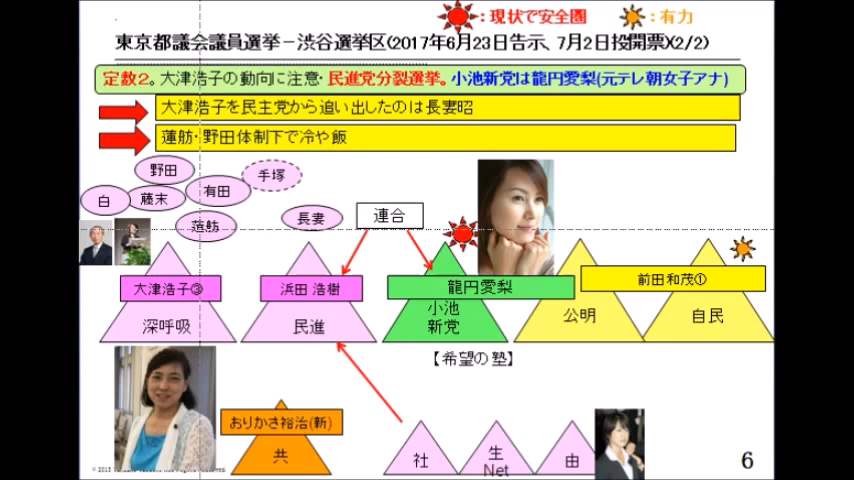 ：現状で安全圏　：有力
東京都議会議員選挙－渋谷選挙区(2017年6月23日告示、7月2日投開票)(2/2)
定数２。大津浩子の動向に注意・民進党分裂選挙。小池新党は龍円愛梨(元テレ朝女子アナ)
大津浩子を民主党から追い出したのは長妻昭
蓮舫・野田体制下で冷や飯
野田
手塚
白
藤末
有田
蓮舫
長妻
連合
大津浩子③
浜田 浩樹
龍円愛梨
前田和茂①
深呼吸
民進
小池
新党
公明
自民
【希望の塾】
おりかさ裕治(新)
共
社
生
Net
由
6